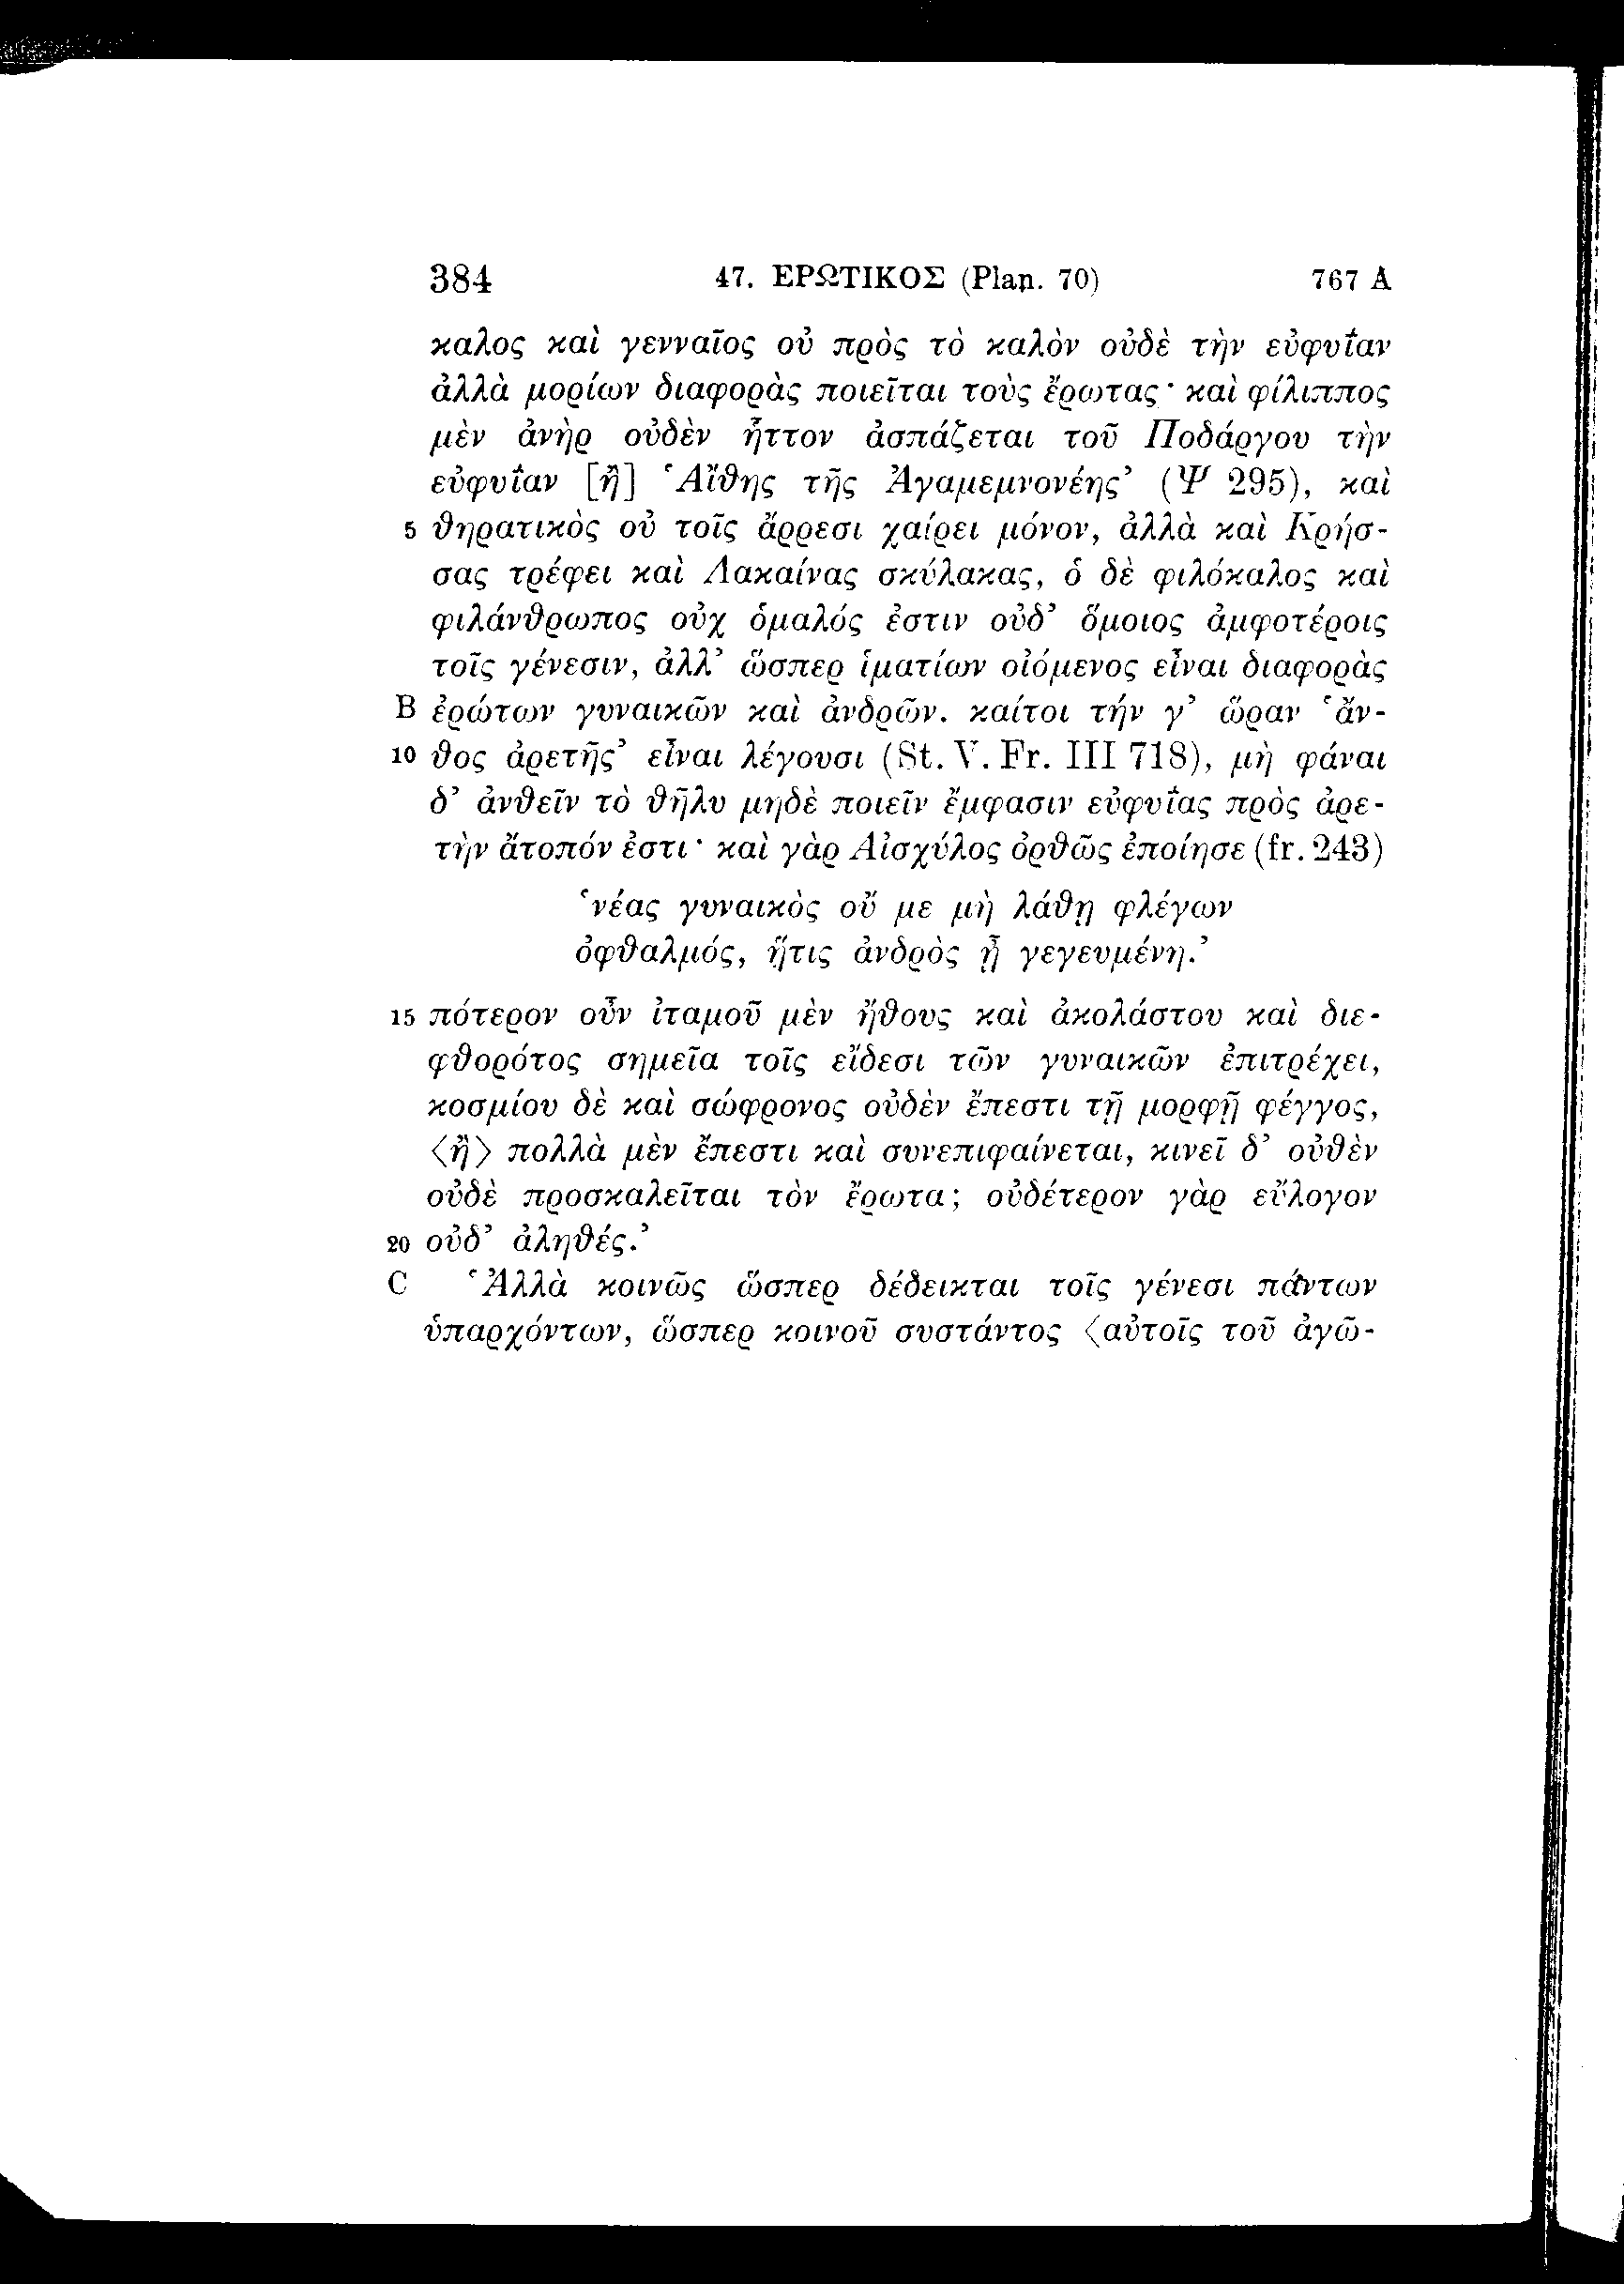 384 47. ΕΡΩΤΙΚΟΣ (Plan. 70) 767 A
καλος καὶ γενναῖος οὐ πρὸς τὸ καλὸν οὐδὲ τὴν εὐφυΐαν
ἀλλὰ μορίων διαφορὰς ποιεῖται τοὺς ἔρωτας· καὶ φίλιππος
μὲν ἀνὴρ οὐδὲν ἧττον ἀσπάζεται τοῦ Ποδάργου τὴν
εὐφυΐαν [ἢ] ‘Αἴθης τῆς Ἀγαμεμνονέης’ (Ψ 295), καὶ
5 θηρατικὸς οὐ τοῖς ἄρρεσι χαίρει μόνον, ἀλλὰ καὶ Κρήσ-
σας τρέφει καὶ Λακαίνας σκύλακας, ὁ δὲ φιλόκαλος καὶ
φιλάνθρωπος οὐχ ὁμαλός ἐστιν οὐδ’ ὅμοιος ἀμφοτέροις
τοῖς γένεσιν, ἀλλ’ ὥσπερ ἱματίων οἰόμενος εἶναι διαφορὰς
B ἐρώτων γυναικῶν καὶ ἀνδρῶν. καίτοι τήν γ’ ὥραν ‘ἄν-
10 θος ἀρετῆς’ εἶναι λέγουσι (St. V. Fr. III 718), μὴ φάναι
δ’ ἀνθεῖν τὸ θῆλυ μηδὲ ποιεῖν ἔμφασιν εὐφυΐας πρὸς ἀρε-
τὴν ἄτοπόν ἐστι· καὶ γὰρ Αἰσχύλος ὀρθῶς ἐποίησε (fr. 243)
‘νέας γυναικὸς οὔ με μὴ λάθῃ φλέγων
ὀφθαλμός, ἥτις ἀνδρὸς ᾖ γεγευμένη.’
15 πότερον οὖν ἰταμοῦ μὲν ἤθους καὶ ἀκολάστου καὶ διε-
φθορότος σημεῖα τοῖς εἴδεσι τῶν γυναικῶν ἐπιτρέχει,
κοσμίου δὲ καὶ σώφρονος οὐδὲν ἔπεστι τῇ μορφῇ φέγγος,
⟨ἢ⟩ πολλὰ μὲν ἔπεστι καὶ συνεπιφαίνεται, κινεῖ δ’ οὐθὲν
οὐδὲ προσκαλεῖται τὸν ἔρωτα; οὐδέτερον γὰρ εὔλογον
20 οὐδ’ ἀληθές.’
C ‘Ἀλλὰ κοινῶς ὥσπερ δέδεικται τοῖς γένεσι πάντων
ὑπαρχόντων, ὥσπερ κοινοῦ συστάντος ⟨αὐτοῖς τοῦ ἀγῶ-